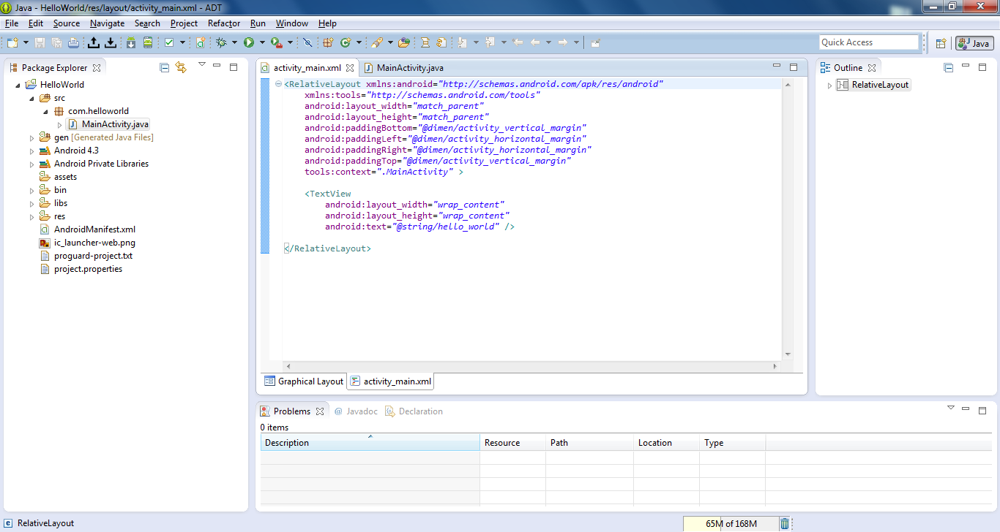 Java - HelloWorld/res/layout/activity_main.xml - ADT
File Edit Source Navigate Search Project Refactor Run Window Help
Quick Access
Java
Package Explorer
HelloWorld
src
com.helloworld
MainActivity.java
gen [Generated Java Files]
Android 4.3
Android Private Libraries
assets
bin
libs
res
AndroidManifest.xml
ic_launcher-web.png
proguard-project.txt
project.properties
activity_main.xml MainActivity.java
<RelativeLayout xmlns:android="http://schemas.android.com/apk/res/android"
xmlns:tools="http://schemas.android.com/tools"
android:layout_width="match_parent"
android:layout_height="match_parent"
android:paddingBottom="@dimen/activity_vertical_margin"
android:paddingLeft="@dimen/activity_horizontal_margin"
android:paddingRight="@dimen/activity_horizontal_margin"
android:paddingTop="@dimen/activity_vertical_margin"
tools:context=".MainActivity" >
<TextView
android:layout_width="wrap_content"
android:layout_height="wrap_content"
android:text="@string/hello_world" />
</RelativeLayout>
Graphical Layout activity_main.xml
Outline
RelativeLayout
Problems @ Javadoc Declaration
0 items
Description Resource Path Location Type
RelativeLayout
65M of 168M